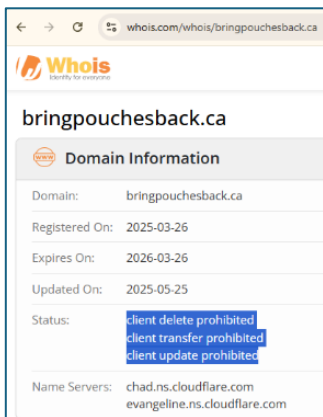 whois.com/whois/bringpouchesback.ca
Whois
Identity for everyone
bringpouchesback.ca
www Domain Information
Domain: bringpouchesback.ca
Registered On: 2025-03-26
Expires On: 2026-03-26
Updated On: 2025-05-25
Status: client delete prohibited
client transfer prohibited
client update prohibited
Name Servers: chad.ns.cloudflare.com
evangeline.ns.cloudflare.com